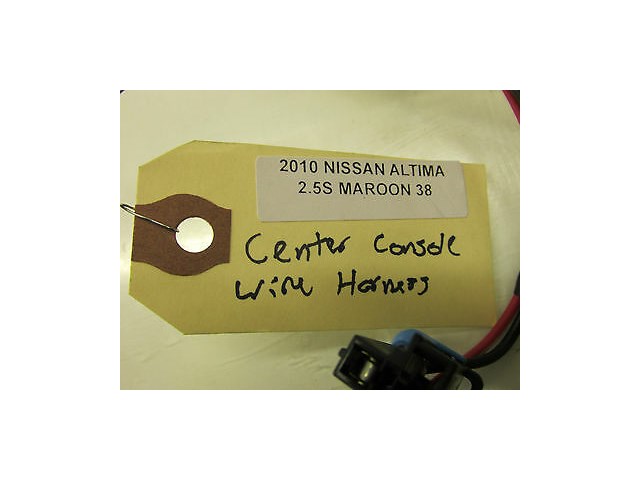 2010 NISSAN ALTIMA
2.5S MAROON 38
Center Console
Wire Harness